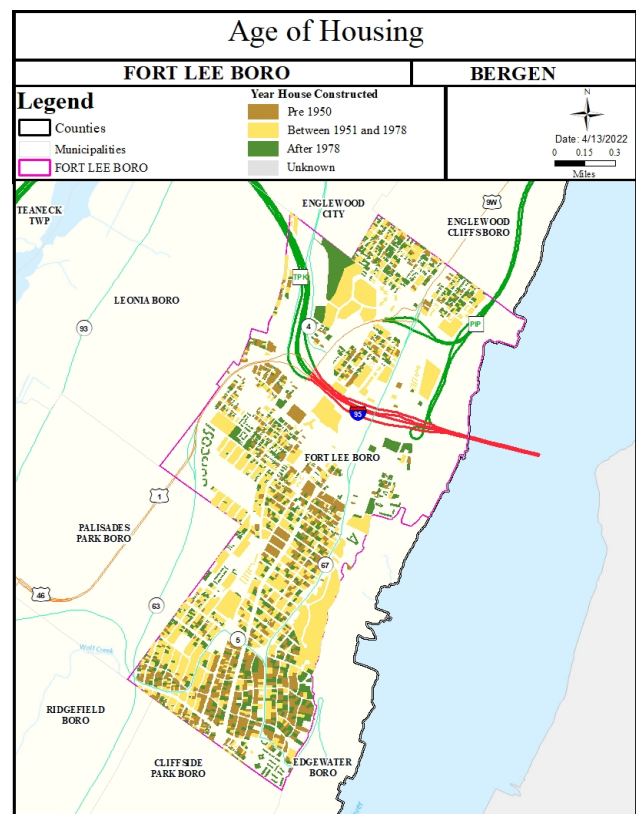 Age of Housing
FORT LEE BORO
BERGEN
Legend
Counties
Municipalities
FORT LEE BORO
Year House Constructed
Pre 1950
Between 1951 and 1978
After 1978
Unknown
N
Date: 4/13/2022
0 0.15 0.3
Miles
TEANECK
TWP
ENGLEWOOD
CITY
9W
ENGLEWOOD
CLIFFS BORO
TPK
LEONIA BORO
93
4
PIP
95
FORT LEE BORO
1
PALISADES
PARK BORO
67
46
63
5
Wolf Creek
RIDGEFIELD
BORO
CLIFFSIDE
PARK BORO
EDGEWATER
BORO